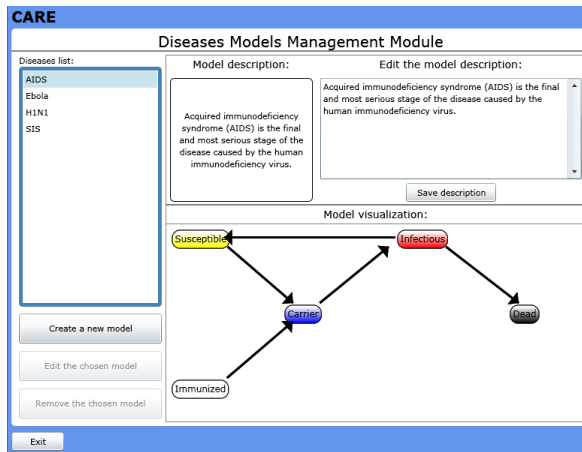 CARE
Diseases Models Management Module
Diseases list:
AIDS
Ebola
H1N1
SIS
Create a new model
Edit the chosen model
Remove the chosen model
Model description:
Acquired immunodeficiency
syndrome (AIDS) is the final
and most serious stage of the
disease caused by the human
immunodeficiency virus.
Edit the model description:
Acquired immunodeficiency syndrome (AIDS) is the final
and most serious stage of the disease caused by the
human immunodeficiency virus.
Save description
Model visualization:
Susceptible
Infectious
Carrier
Dead
Immunized
Exit